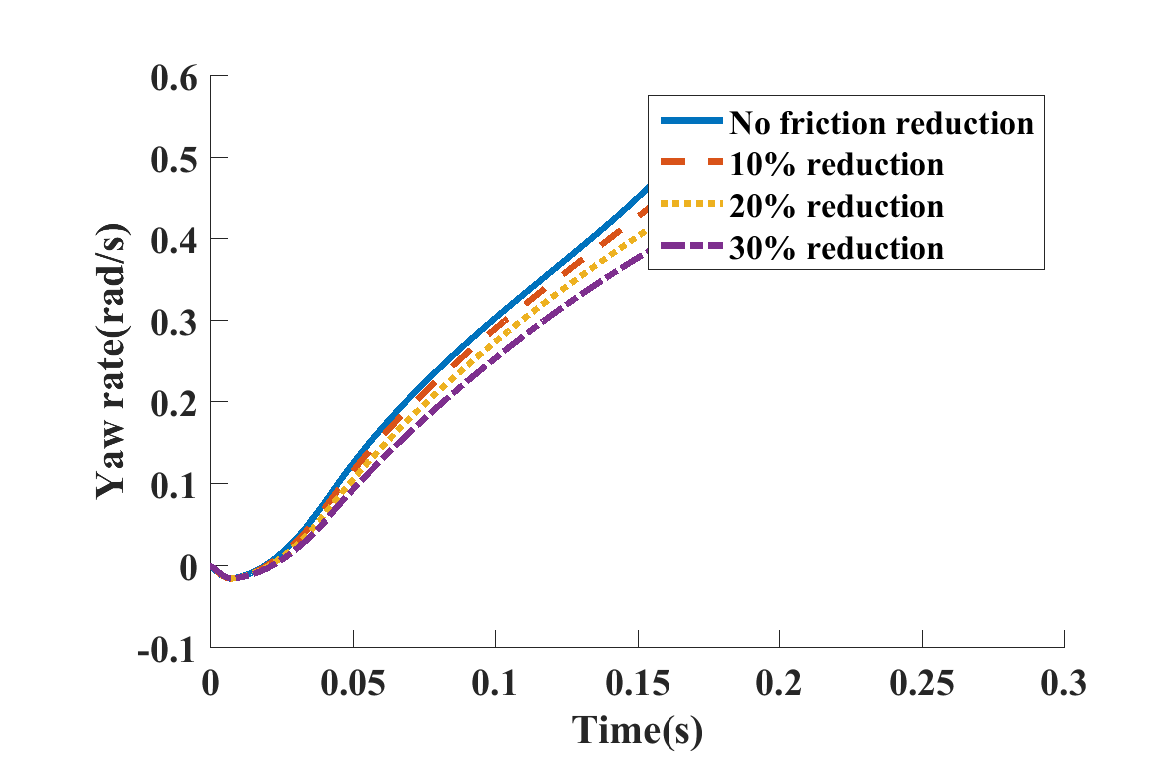 0.6
0.5
0.4
0.3
0.2
0.1
0
-0.1
Yaw rate(rad/s)
No friction reduction
10% reduction
20% reduction
30% reduction
0 0.05 0.1 0.15 0.2 0.25 0.3
Time(s)